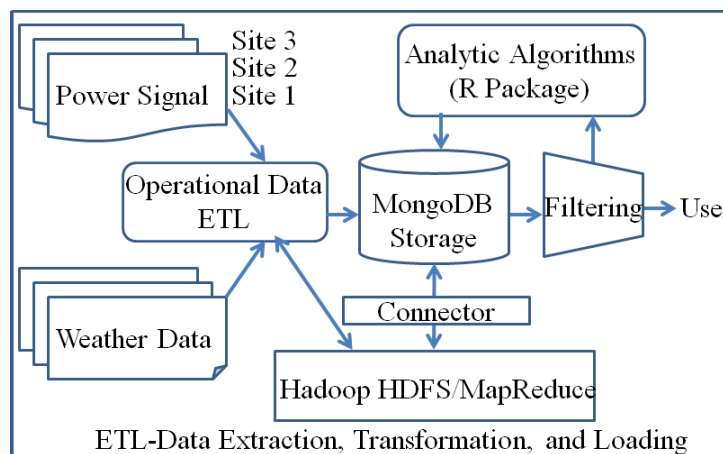 Site 3
Site 2
Site 1
Power Signal
Analytic Algorithms
(R Package)
Operational Data
ETL
MongoDB
Storage
Filtering
Use
Connector
Weather Data
Hadoop HDFS/MapReduce
ETL-Data Extraction, Transformation, and Loading